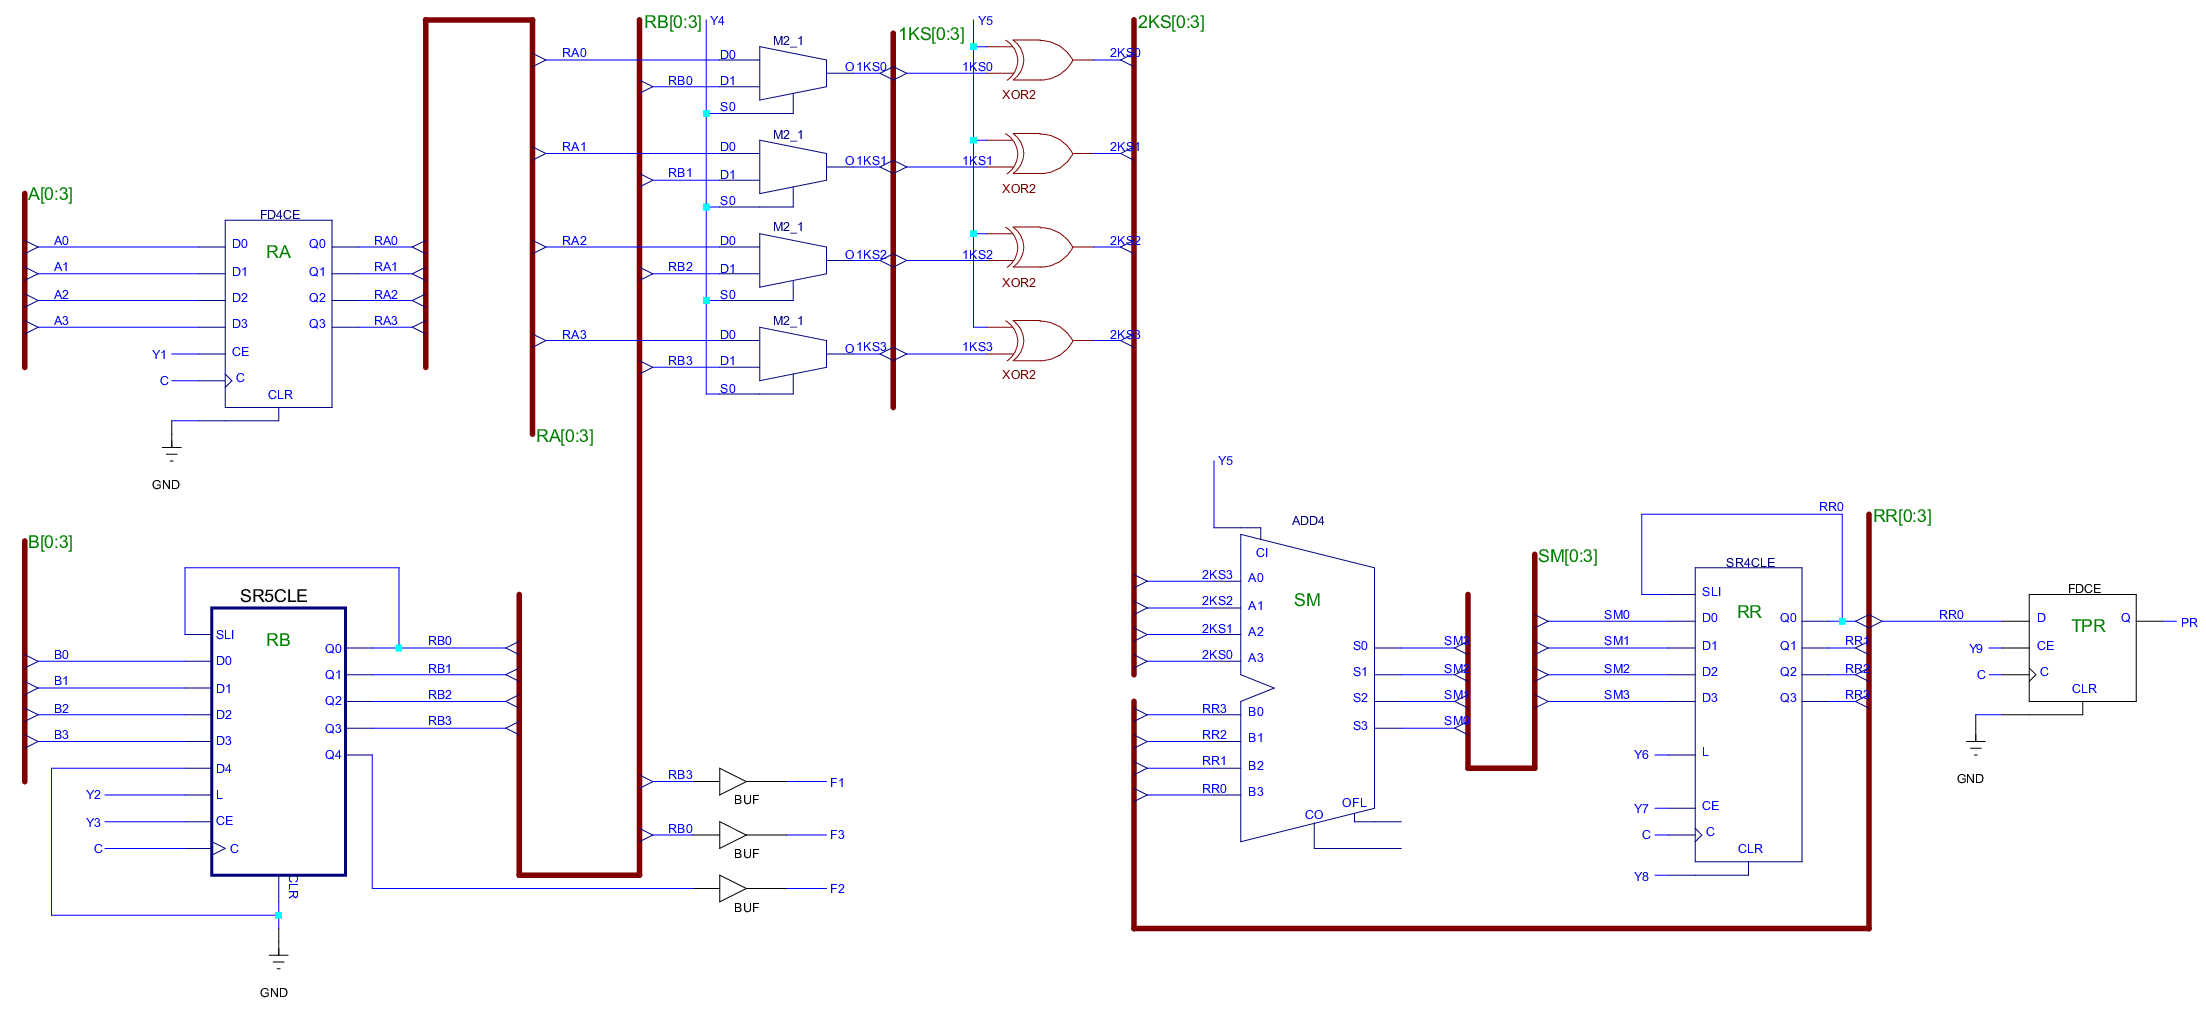 A[0:3]
A0
A1
A2
A3
Y1
C
FD4CE
RA
D0
D1
D2
D3
CE
C
CLR
Q0
Q1
Q2
Q3
GND
RA0
RA1
RA2
RA3
RA[0:3]
RA0
RA1
RA2
RA3
RB[0:3]
RB0
RB1
RB2
RB3
Y4
M2_1
D0
D1
S0
O
1KS0
M2_1
D0
D1
S0
O
1KS1
M2_1
D0
D1
S0
O
1KS2
M2_1
D0
D1
S0
O
1KS3
1KS[0:3]
Y5
1KS0
XOR2
2KS0
1KS1
XOR2
2KS1
1KS2
XOR2
2KS2
1KS3
XOR2
2KS3
2KS[0:3]
B[0:3]
B0
B1
B2
B3
Y2
Y3
C
SR5CLE
RB
SLI
D0
D1
D2
D3
D4
L
CE
C
CLR
Q0
Q1
Q2
Q3
Q4
GND
RB0
RB1
RB2
RB3
RB3
BUF
F1
RB0
BUF
F3
BUF
F2
Y5
ADD4
SM
CI
2KS3
A0
2KS2
A1
2KS1
A2
2KS0
A3
RR3
B0
RR2
B1
RR1
B2
RR0
B3
S0
S1
S2
S3
CO
OFL
SM[0:3]
SM0
SM1
SM2
SM3
RR0
SR4CLE
RR
SLI
D0
D1
D2
D3
L
CE
C
CLR
Q0
Q1
Q2
Q3
Y6
Y7
C
Y8
RR[0:3]
RR1
RR2
RR3
RR0
FDCE
TPR
D
Q
CE
C
CLR
Y9
C
GND
PR